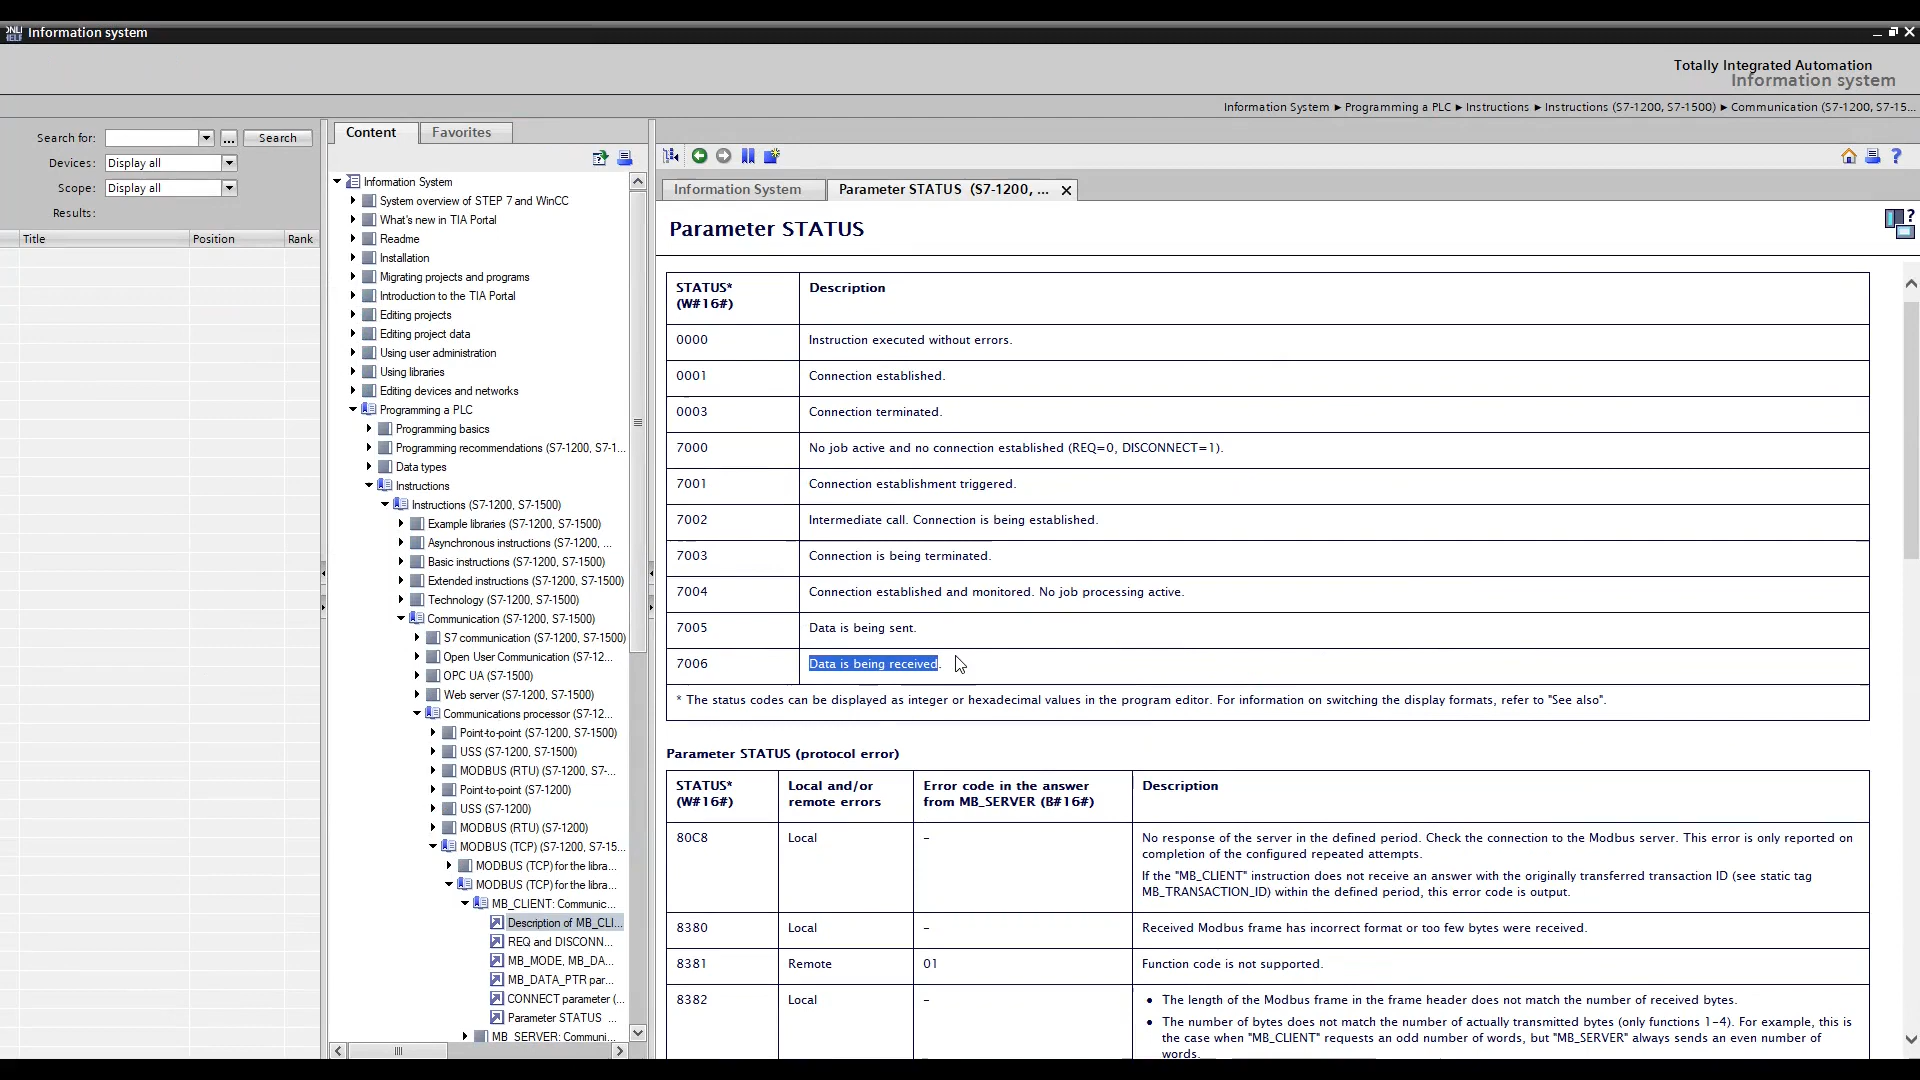 ONLI
HELP
Information system
Totally Integrated Automation
Information system
Information System ► Programming a PLC ► Instructions ► Instructions (S7-1200, S7-1500) ► Communication (S7-1200, S7-15...
Search for:
...
Search
Devices: Display all
Scope: Display all
Results:
Title Position Rank
Content Favorites
Information System
System overview of STEP 7 and WinCC
What's new in TIA Portal
Readme
Installation
Migrating projects and programs
Introduction to the TIA Portal
Editing projects
Editing project data
Using user administration
Using libraries
Editing devices and networks
Programming a PLC
Programming basics
Programming recommendations (S7-1200, S7-1...
Data types
Instructions
Instructions (S7-1200, S7-1500)
Example libraries (S7-1200, S7-1500)
Asynchronous instructions (S7-1200, ...
Basic instructions (S7-1200, S7-1500)
Extended instructions (S7-1200, S7-1500)
Technology (S7-1200, S7-1500)
Communication (S7-1200, S7-1500)
S7 communication (S7-1200, S7-1500)
Open User Communication (S7-12...
OPC UA (S7-1500)
Web server (S7-1200, S7-1500)
Communications processor (S7-12...
Point-to-point (S7-1200, S7-1500)
USS (S7-1200, S7-1500)
MODBUS (RTU) (S7-1200, S7-...
Point-to-point (S7-1200)
USS (S7-1200)
MODBUS (RTU) (S7-1200)
MODBUS (TCP) (S7-1200, S7-15...
MODBUS (TCP) for the libra...
MODBUS (TCP) for the libra...
MB_CLIENT: Communic...
Description of MB_CLI...
REQ and DISCONN...
MB_MODE, MB_DA...
MB_DATA_PTR par...
CONNECT parameter (...
Parameter STATUS ...
MB_SERVER: Communi...
Information System
Parameter STATUS (S7-1200, ...
Parameter STATUS
STATUS* Description
(W#16#)
0000 Instruction executed without errors.
0001 Connection established.
0003 Connection terminated.
7000 No job active and no connection established (REQ=0, DISCONNECT=1).
7001 Connection establishment triggered.
7002 Intermediate call. Connection is being established.
7003 Connection is being terminated.
7004 Connection established and monitored. No job processing active.
7005 Data is being sent.
7006 Data is being received.
* The status codes can be displayed as integer or hexadecimal values in the program editor. For information on switching the display formats, refer to "See also".
Parameter STATUS (protocol error)
STATUS* Local and/or Error code in the answer Description
(W#16#) remote errors from MB_SERVER (B#16#)
80C8 Local – No response of the server in the defined period. Check the connection to the Modbus server. This error is only reported on
completion of the configured repeated attempts.
If the "MB_CLIENT" instruction does not receive an answer with the originally transferred transaction ID (see static tag
MB_TRANSACTION_ID) within the defined period, this error code is output.
8380 Local – Received Modbus frame has incorrect format or too few bytes were received.
8381 Remote 01 Function code is not supported.
8382 Local – • The length of the Modbus frame in the frame header does not match the number of received bytes.
• The number of bytes does not match the number of actually transmitted bytes (only functions 1-4). For example, this is
the case when "MB_CLIENT" requests an odd number of words, but "MB_SERVER" always sends an even number of
words.